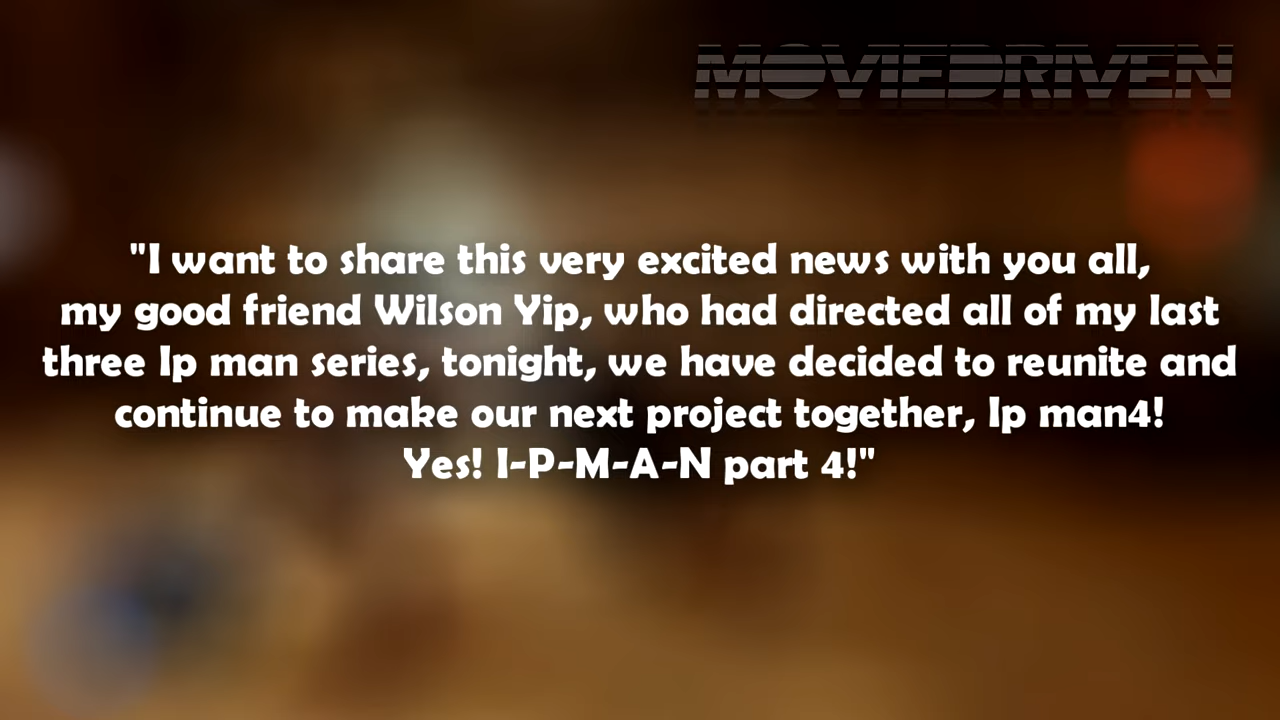 MOVIEDRIVEN
"I want to share this very excited news with you all,
my good friend Wilson Yip, who had directed all of my last
three Ip man series, tonight, we have decided to reunite and
continue to make our next project together, Ip man4!
Yes! I-P-M-A-N part 4!"